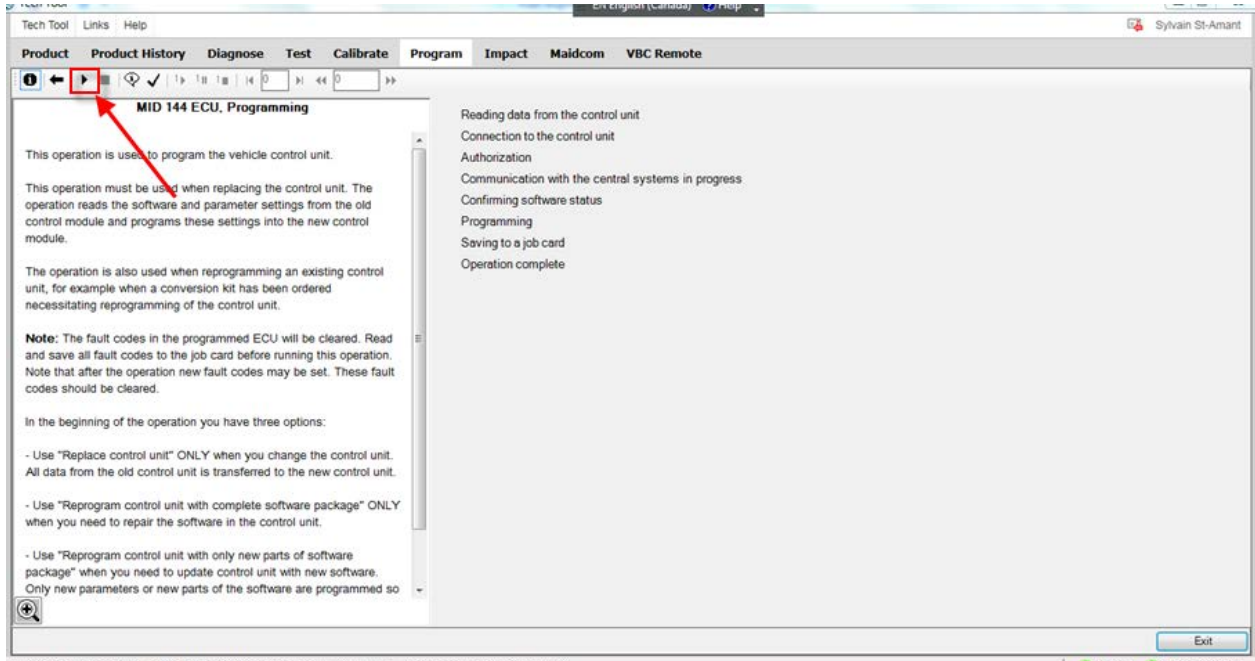 Tech Tool
EN English (Canada) Help
Tech Tool Links Help
Sylvain St-Amant
Product Product History Diagnose Test Calibrate Program Impact Maidcom VBC Remote
0 0
MID 144 ECU, Programming
This operation is used to program the vehicle control unit.
This operation must be used when replacing the control unit. The
operation reads the software and parameter settings from the old
control module and programs these settings into the new control
module.
The operation is also used when reprogramming an existing control
unit, for example when a conversion kit has been ordered
necessitating reprogramming of the control unit.
Note: The fault codes in the programmed ECU will be cleared. Read
and save all fault codes to the job card before running this operation.
Note that after the operation new fault codes may be set. These fault
codes should be cleared.
In the beginning of the operation you have three options:
- Use "Replace control unit" ONLY when you change the control unit.
All data from the old control unit is transferred to the new control unit.
- Use "Reprogram control unit with complete software package" ONLY
when you need to repair the software in the control unit.
- Use "Reprogram control unit with only new parts of software
package" when you need to update control unit with new software.
Only new parameters or new parts of the software are programmed so
Reading data from the control unit
Connection to the control unit
Authorization
Communication with the central systems in progress
Confirming software status
Programming
Saving to a job card
Operation complete
Exit